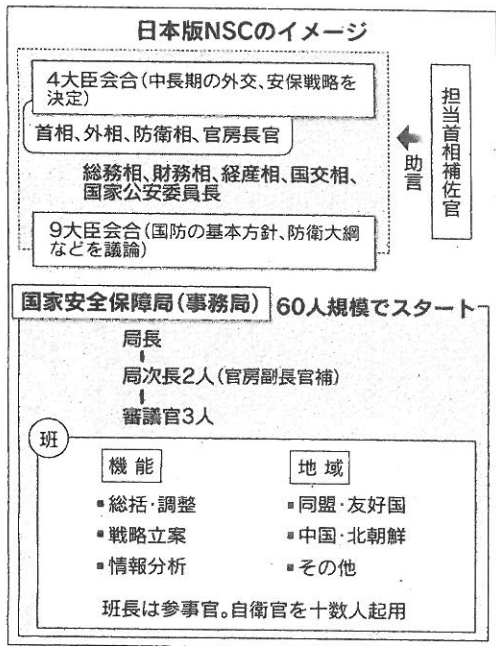 日本版NSCのイメージ
4大臣会合(中長期の外交、安保戦略を
決定)
首相、外相、防衛相、官房長官
総務相、財務相、経産相、国交相、
国家公安委員長
9大臣会合(国防の基本方針、防衛大綱
などを議論)
助言
担当首相補佐官
国家安全保障局(事務局)
60人規模でスタート
局長
局次長2人(官房副長官補)
審議官3人
班
機能
・総括・調整
・戦略立案
・情報分析
地域
・同盟・友好国
・中国・北朝鮮
・その他
班長は参事官。自衛官を十数人起用